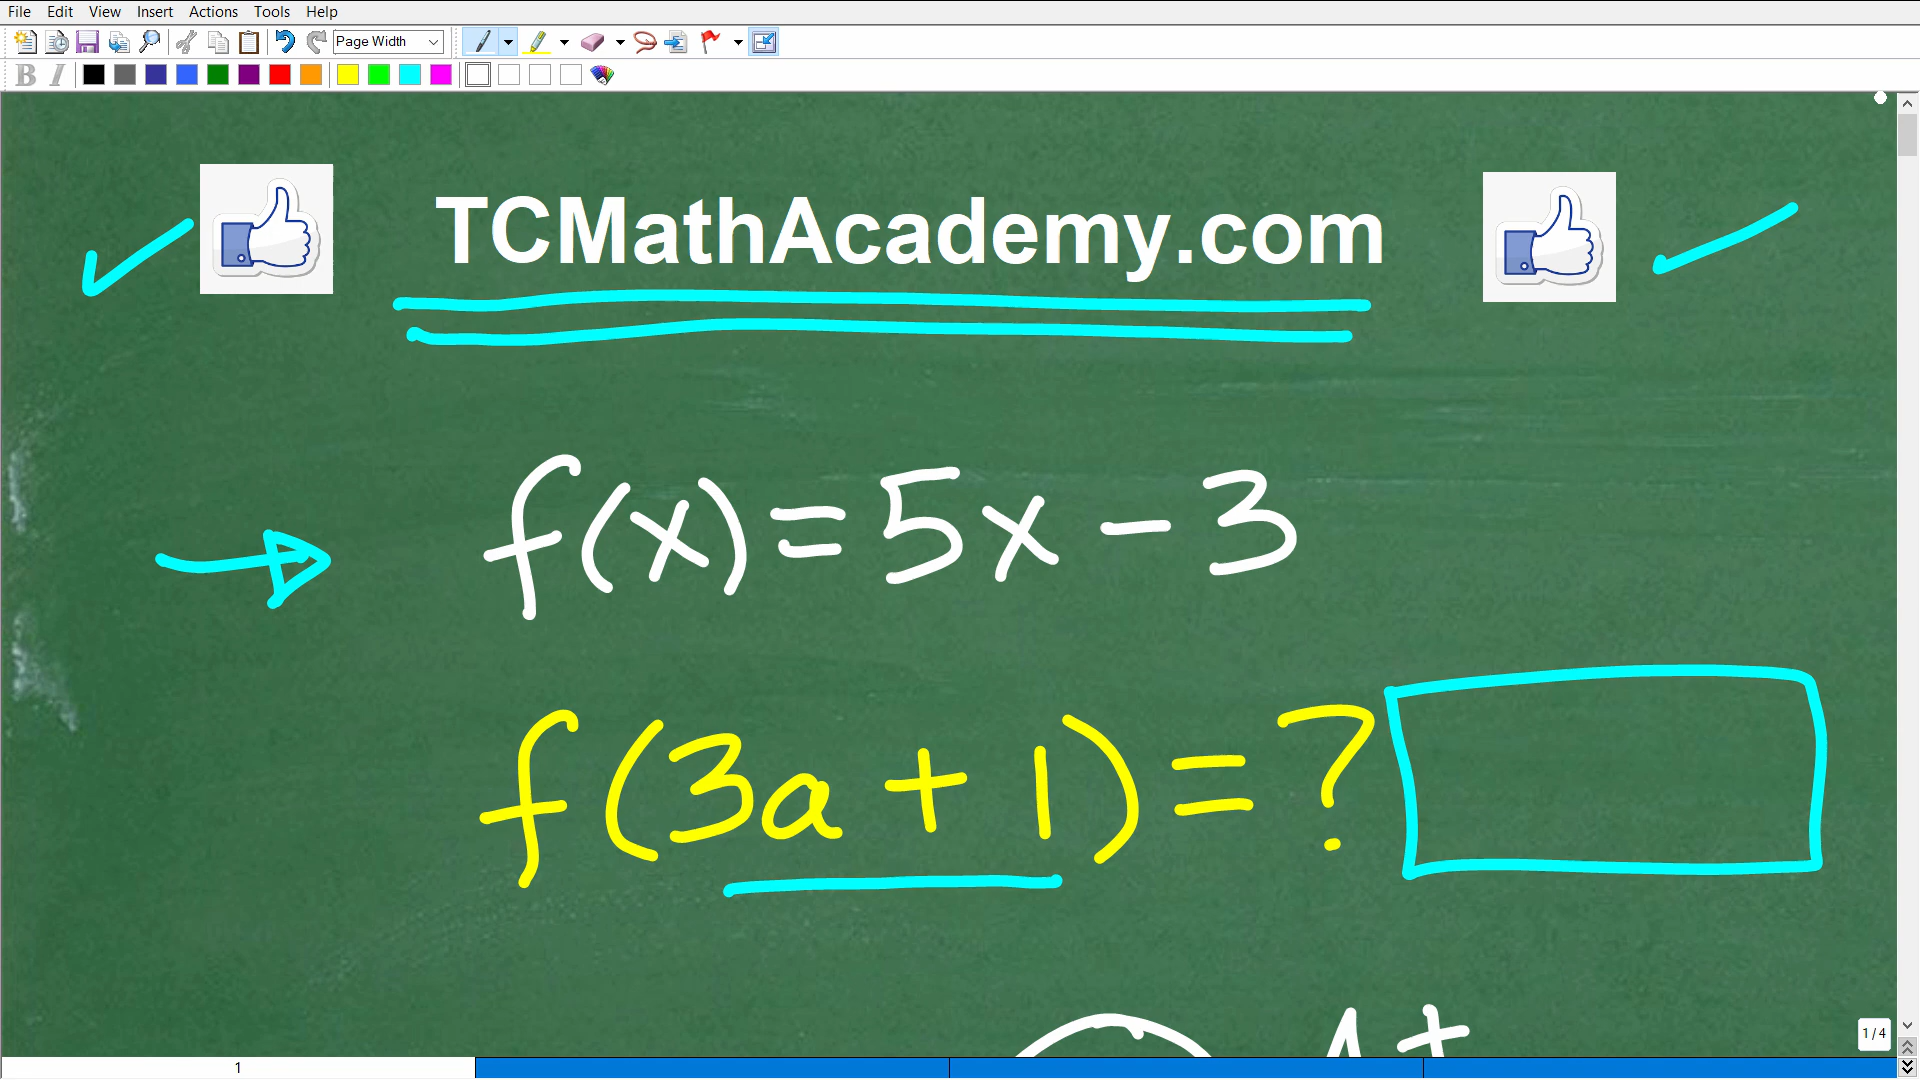 File Edit View Insert Actions Tools Help
Page Width
B I
TCMathAcademy.com
f(x)=5x-3
f(3a+1)=?
1/4
1